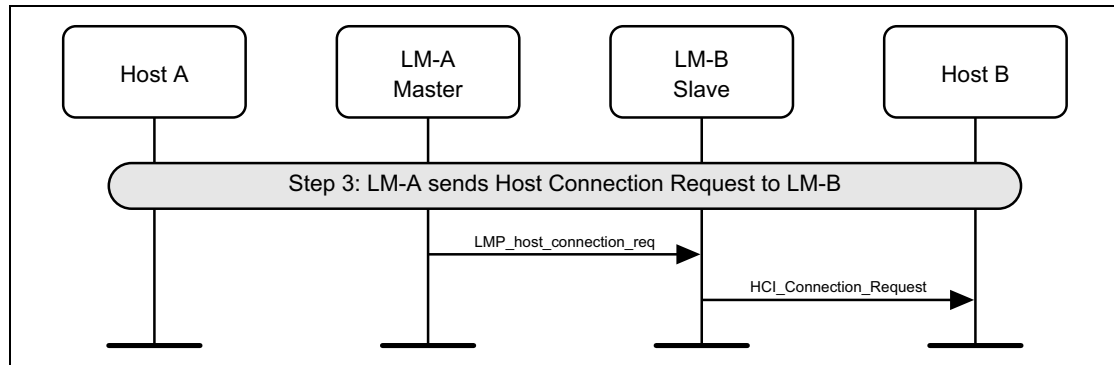 Host A
LM-A
Master
LM-B
Slave
Host B
Step 3: LM-A sends Host Connection Request to LM-B
LMP_host_connection_req
HCI_Connection_Request